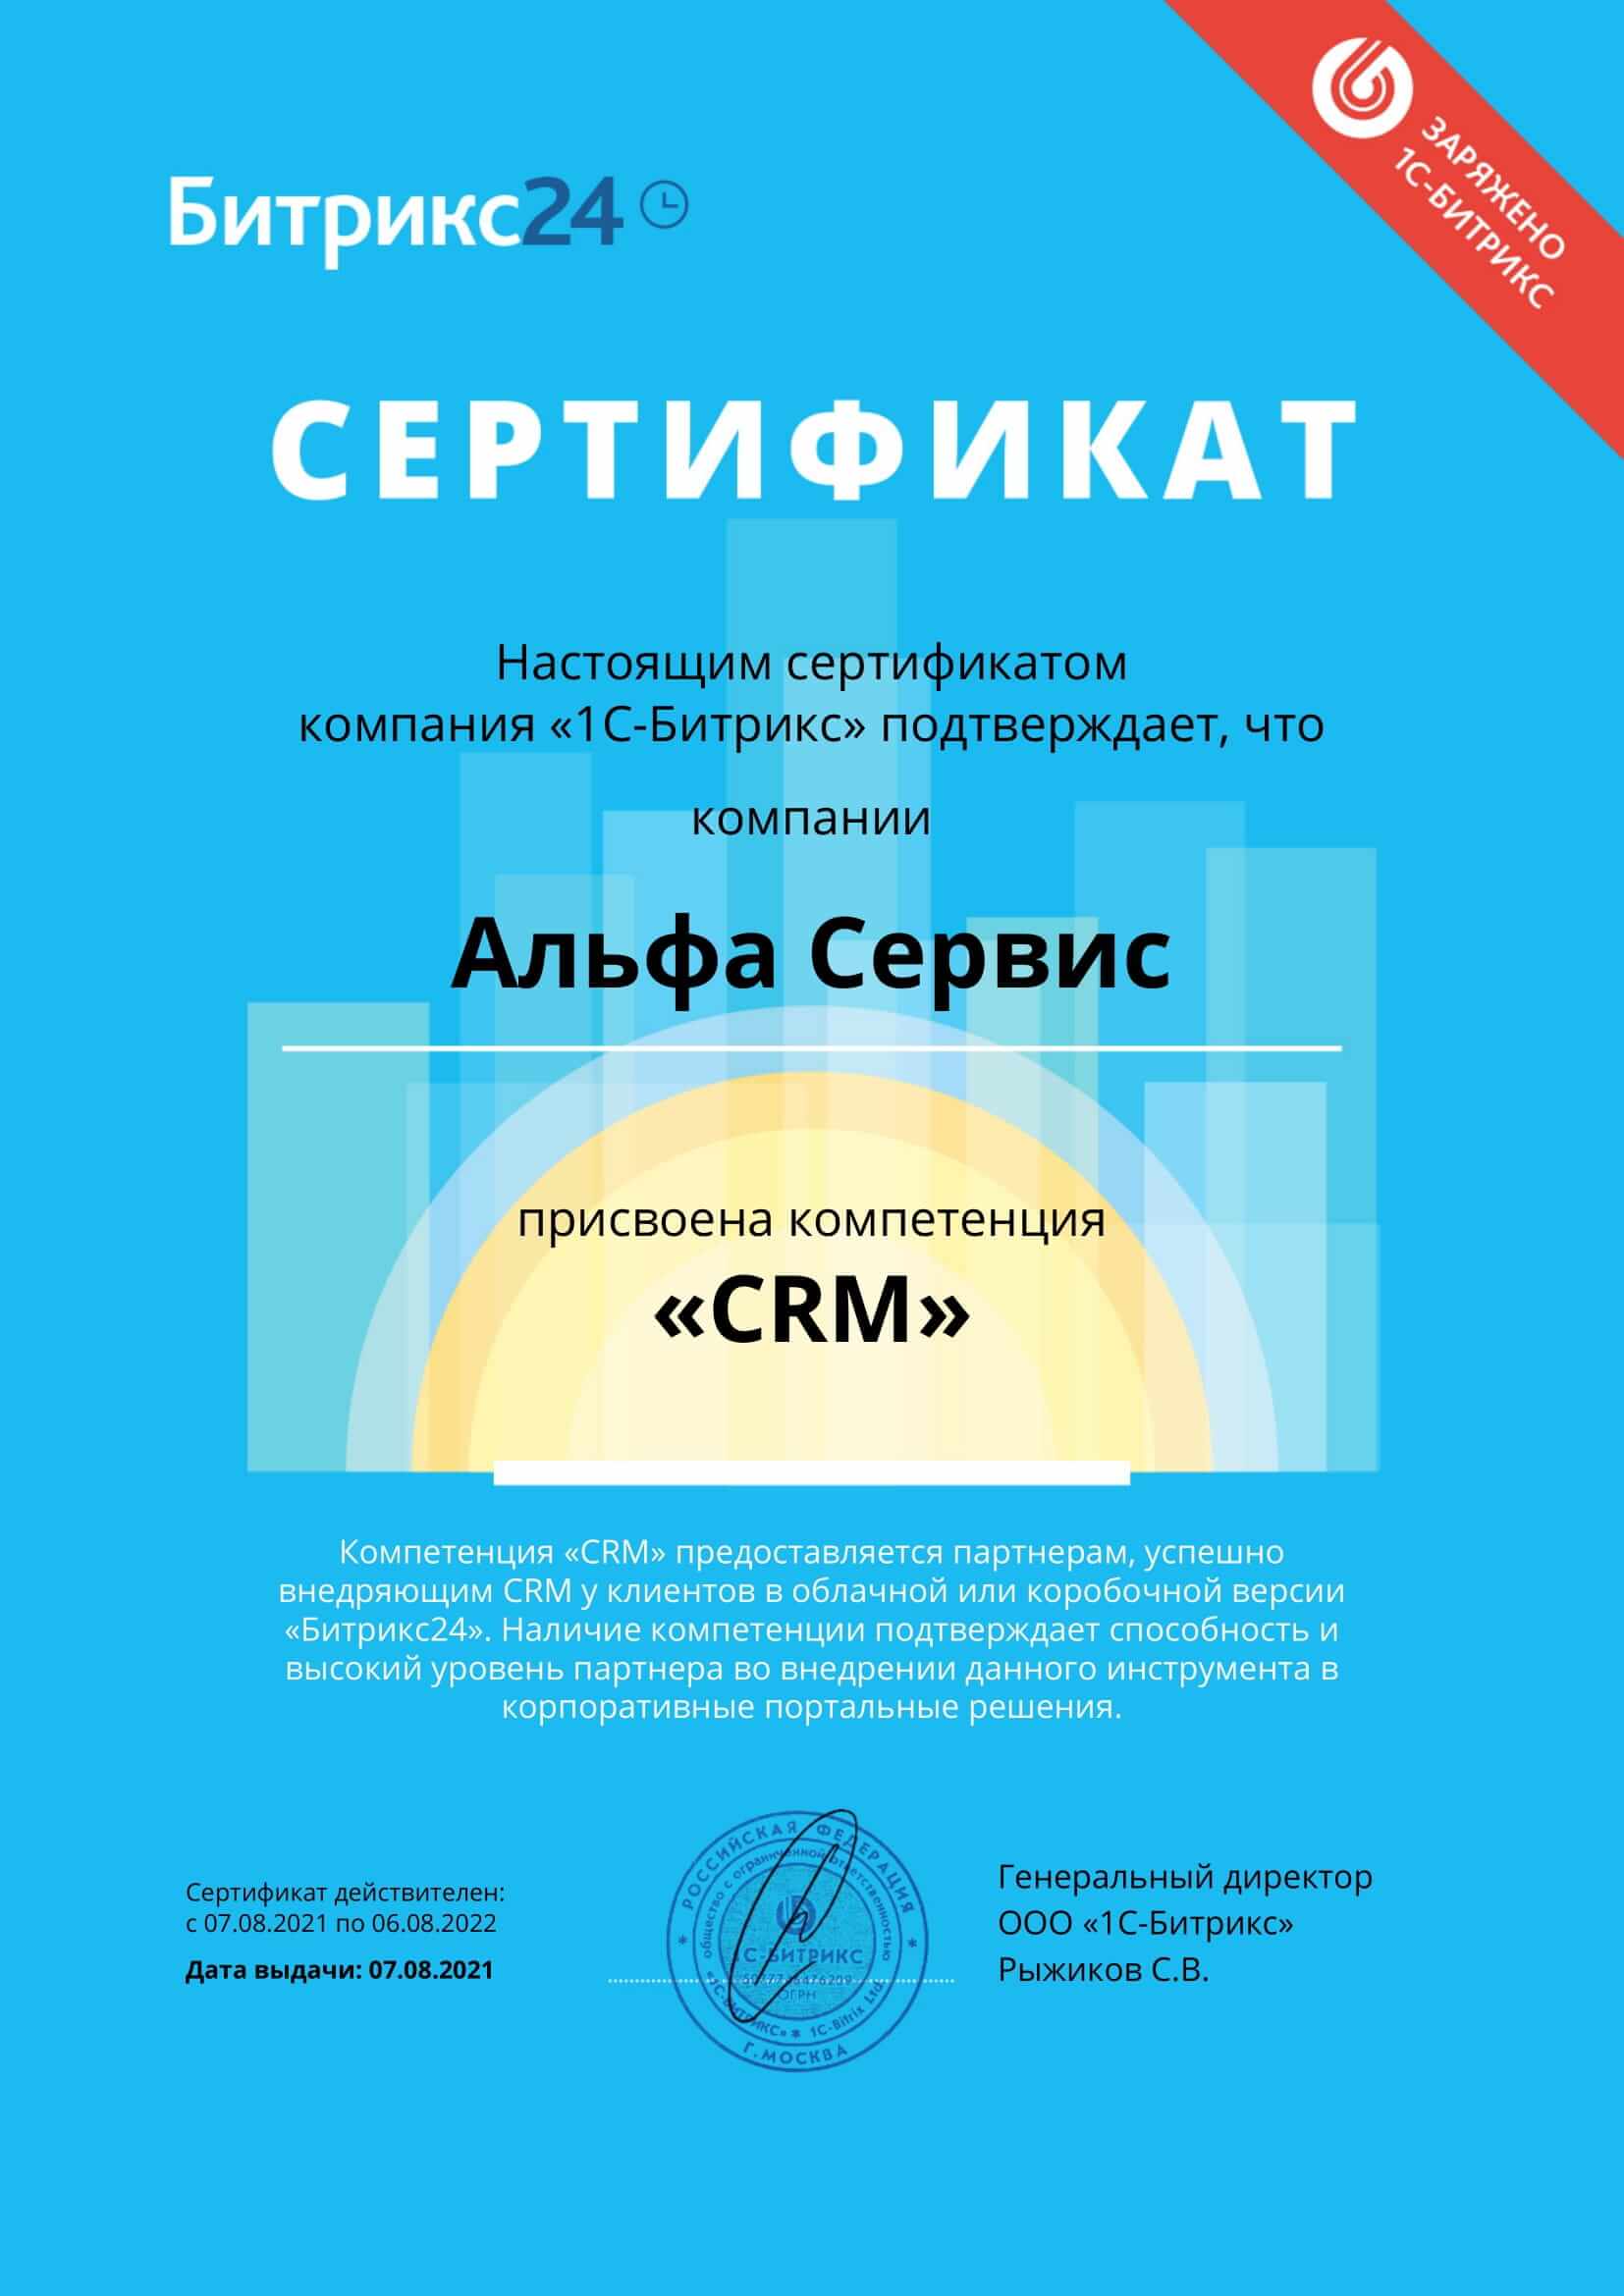 ЗАРЯЖЕНО
1С-БИТРИКС
Битрикс24
СЕРТИФИКАТ
Настоящим сертификатом
компания «1С-Битрикс» подтверждает, что
компании
Альфа Сервис
присвоена компетенция
«CRM»
Компетенция «CRM» предоставляется партнерам, успешно
внедряющим CRM у клиентов в облачной или коробочной версии
«Битрикс24». Наличие компетенции подтверждает способность и
высокий уровень партнера во внедрении данного инструмента в
корпоративные портальные решения.
Сертификат действителен:
с 07.08.2021 по 06.08.2022
Дата выдачи: 07.08.2021
РОССИЙСКАЯ ФЕДЕРАЦИЯ
общество с ограниченной ответственностью
1С-БИТРИКС
ОГРН
«1С-БИТРИКС» * 1C-Bitrix Ltd
Г.МОСКВА
Генеральный директор
ООО «1С-Битрикс»
Рыжиков С.В.